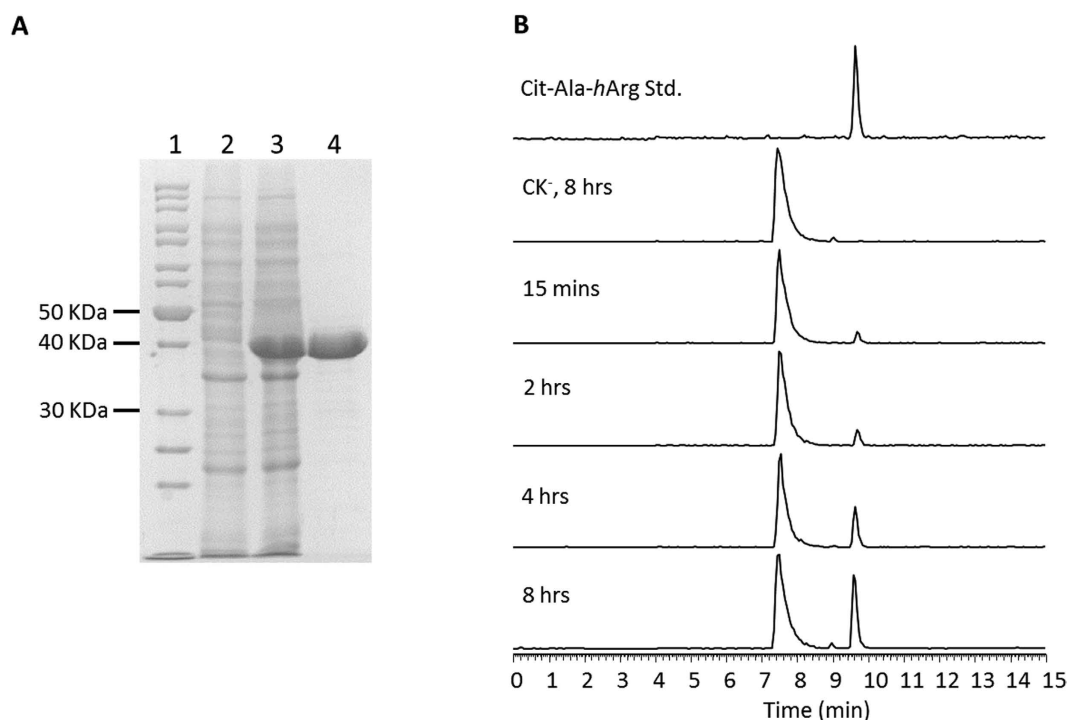 A
1 2 3 4
50 KDa
40 KDa
30 KDa
B
Cit-Ala-hArg Std.
CK-, 8 hrs
15 mins
2 hrs
4 hrs
8 hrs
0 1 2 3 4 5 6 7 8 9 10 11 12 13 14 15
Time (min)